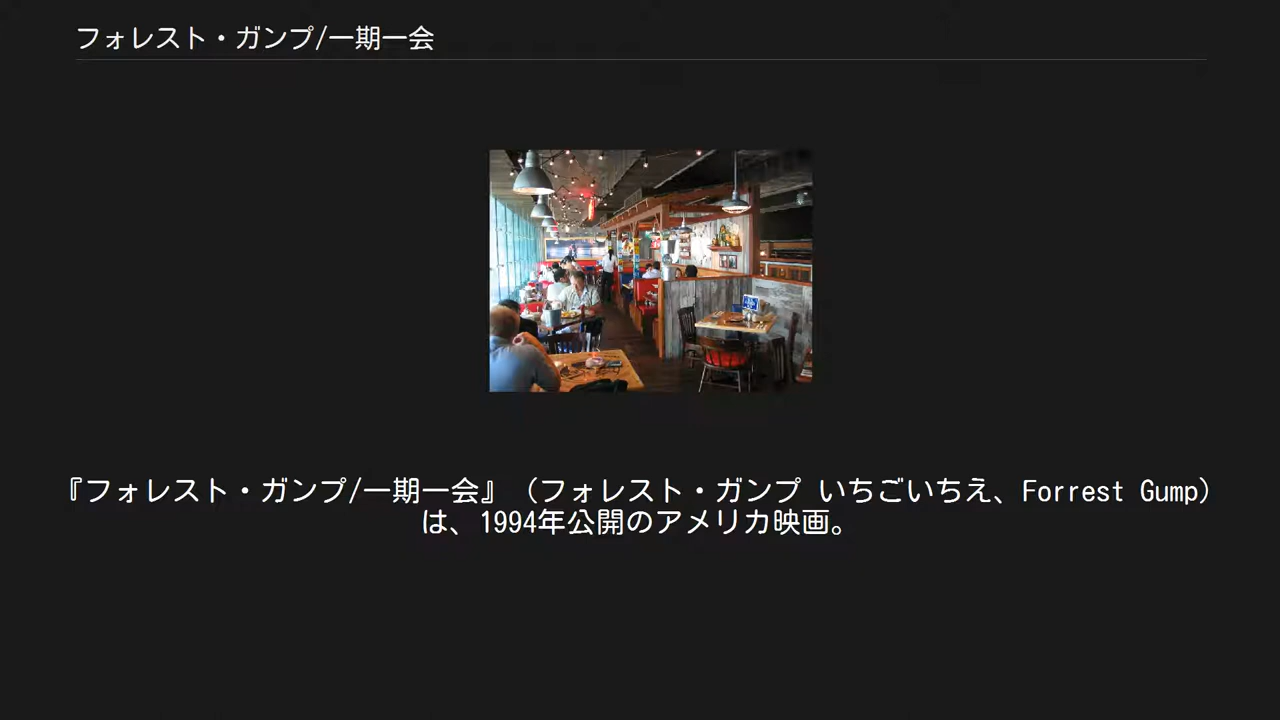 フォレスト・ガンプ/一期一会
『フォレスト・ガンプ/一期一会』（フォレスト・ガンプ いちごいちえ、Forrest Gump）
は、1994年公開のアメリカ映画。